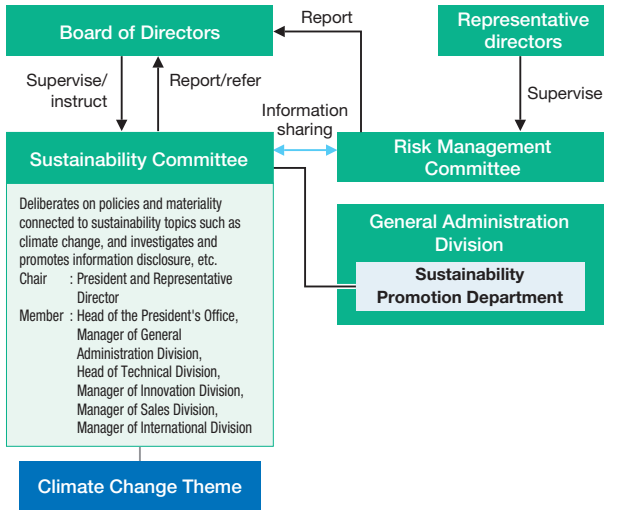 Board of Directors
Report
Representative
directors
Supervise/
instruct
Report/refer
Supervise
Information
sharing
Sustainability Committee
Risk Management
Committee
Deliberates on policies and materiality
connected to sustainability topics such as
climate change, and investigates and
promotes information disclosure, etc.
Chair : President and Representative
Director
Member : Head of the President's Office,
Manager of General
Administration Division,
Head of Technical Division,
Manager of Innovation Division,
Manager of Sales Division,
Manager of International Division
General Administration
Division
Sustainability
Promotion Department
Climate Change Theme